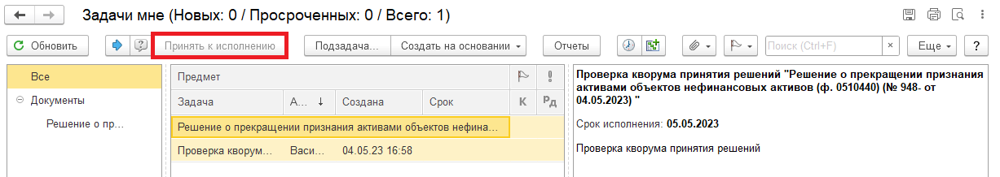 Задачи мне (Новых: 0 / Просроченных: 0 / Всего: 1)
Обновить Принять к исполнению Подзадача... Создать на основании Отчеты Поиск (Ctrl+F) × Еще ?
Все
Документы
Решение о пр...
Предмет
Задача А... ↓ Создана Срок К Рд
Решение о прекращении признания активами объектов нефина...
Проверка кворум... Васи... 04.05.23 16:58
Проверка кворума принятия решений "Решение о прекращении признания
активами объектов нефинансовых активов (ф. 0510440) (№ 948- от
04.05.2023) "
Срок исполнения: 05.05.2023
Проверка кворума принятия решений